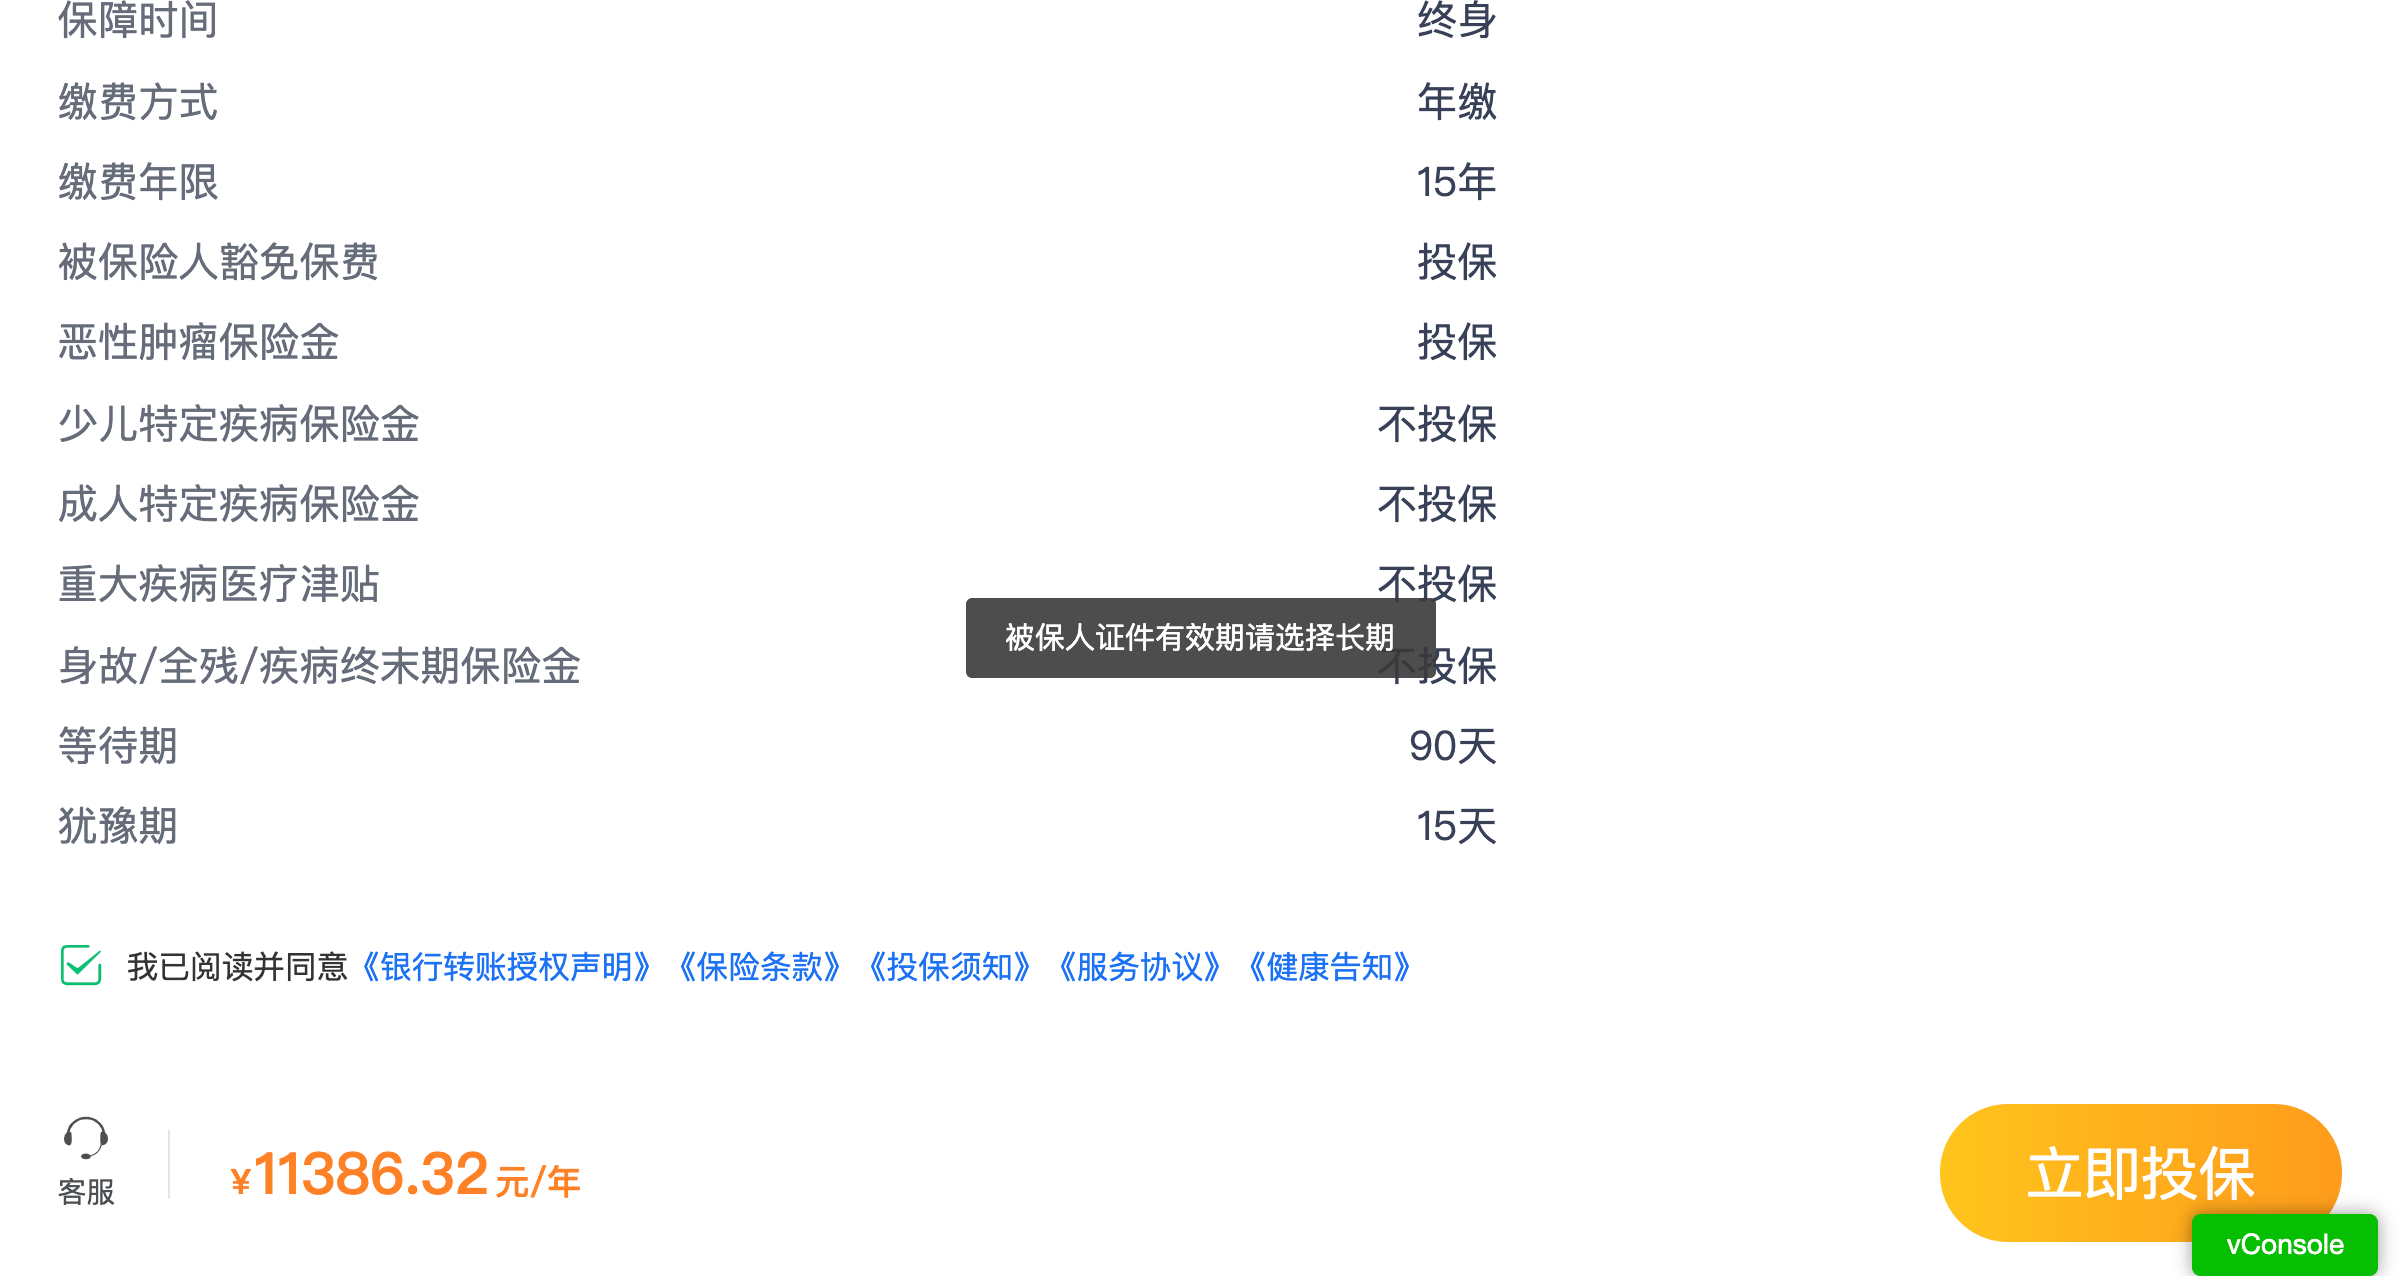 保障时间 终身
缴费方式 年缴
缴费年限 15年
被保险人豁免保费 投保
恶性肿瘤保险金 投保
少儿特定疾病保险金 不投保
成人特定疾病保险金 不投保
重大疾病医疗津贴 不投保
被保人证件有效期请选择长期
身故/全残/疾病终末期保险金 不投保
等待期 90天
犹豫期 15天
我已阅读并同意《银行转账授权声明》《保险条款》《投保须知》《服务协议》《健康告知》
客服
¥11386.32元/年
立即投保
vConsole